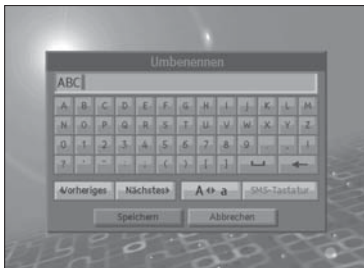 Umbenennen
ABC
A B C D E F G H I J K L M
N O P Q R S T U V W X Y Z
0 1 2 3 4 5 6 7 8 9
Vorheriges Nächstes A a SMS-Tastatur
Speichern Abbrechen